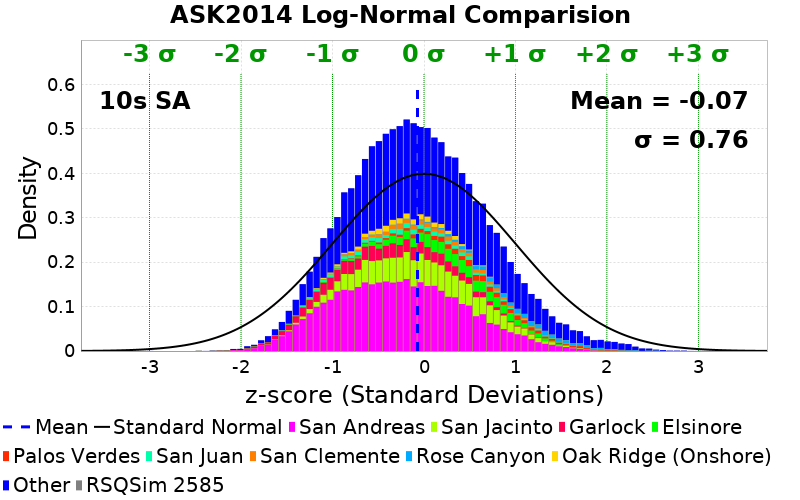 ASK2014 Log-Normal Comparision
-3 σ -2 σ -1 σ 0 σ +1 σ +2 σ +3 σ
10s SA
Mean = -0.07
σ = 0.76
Density
0.6
0.5
0.4
0.3
0.2
0.1
0
-3 -2 -1 0 1 2 3
z-score (Standard Deviations)
Mean Standard Normal San Andreas San Jacinto Garlock Elsinore
Palos Verdes San Juan San Clemente Rose Canyon Oak Ridge (Onshore)
Other RSQSim 2585